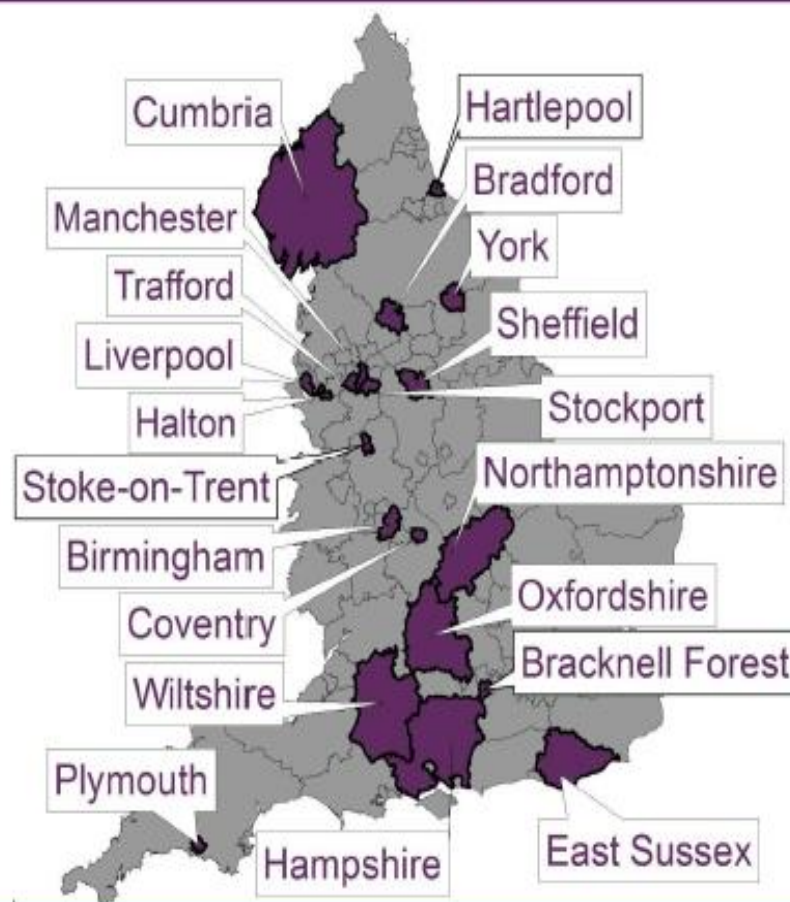 Cumbria
Hartlepool
Bradford
Manchester
York
Trafford
Sheffield
Liverpool
Stockport
Halton
Northamptonshire
Stoke-on-Trent
Birmingham
Oxfordshire
Coventry
Bracknell Forest
Wiltshire
Plymouth
East Sussex
Hampshire